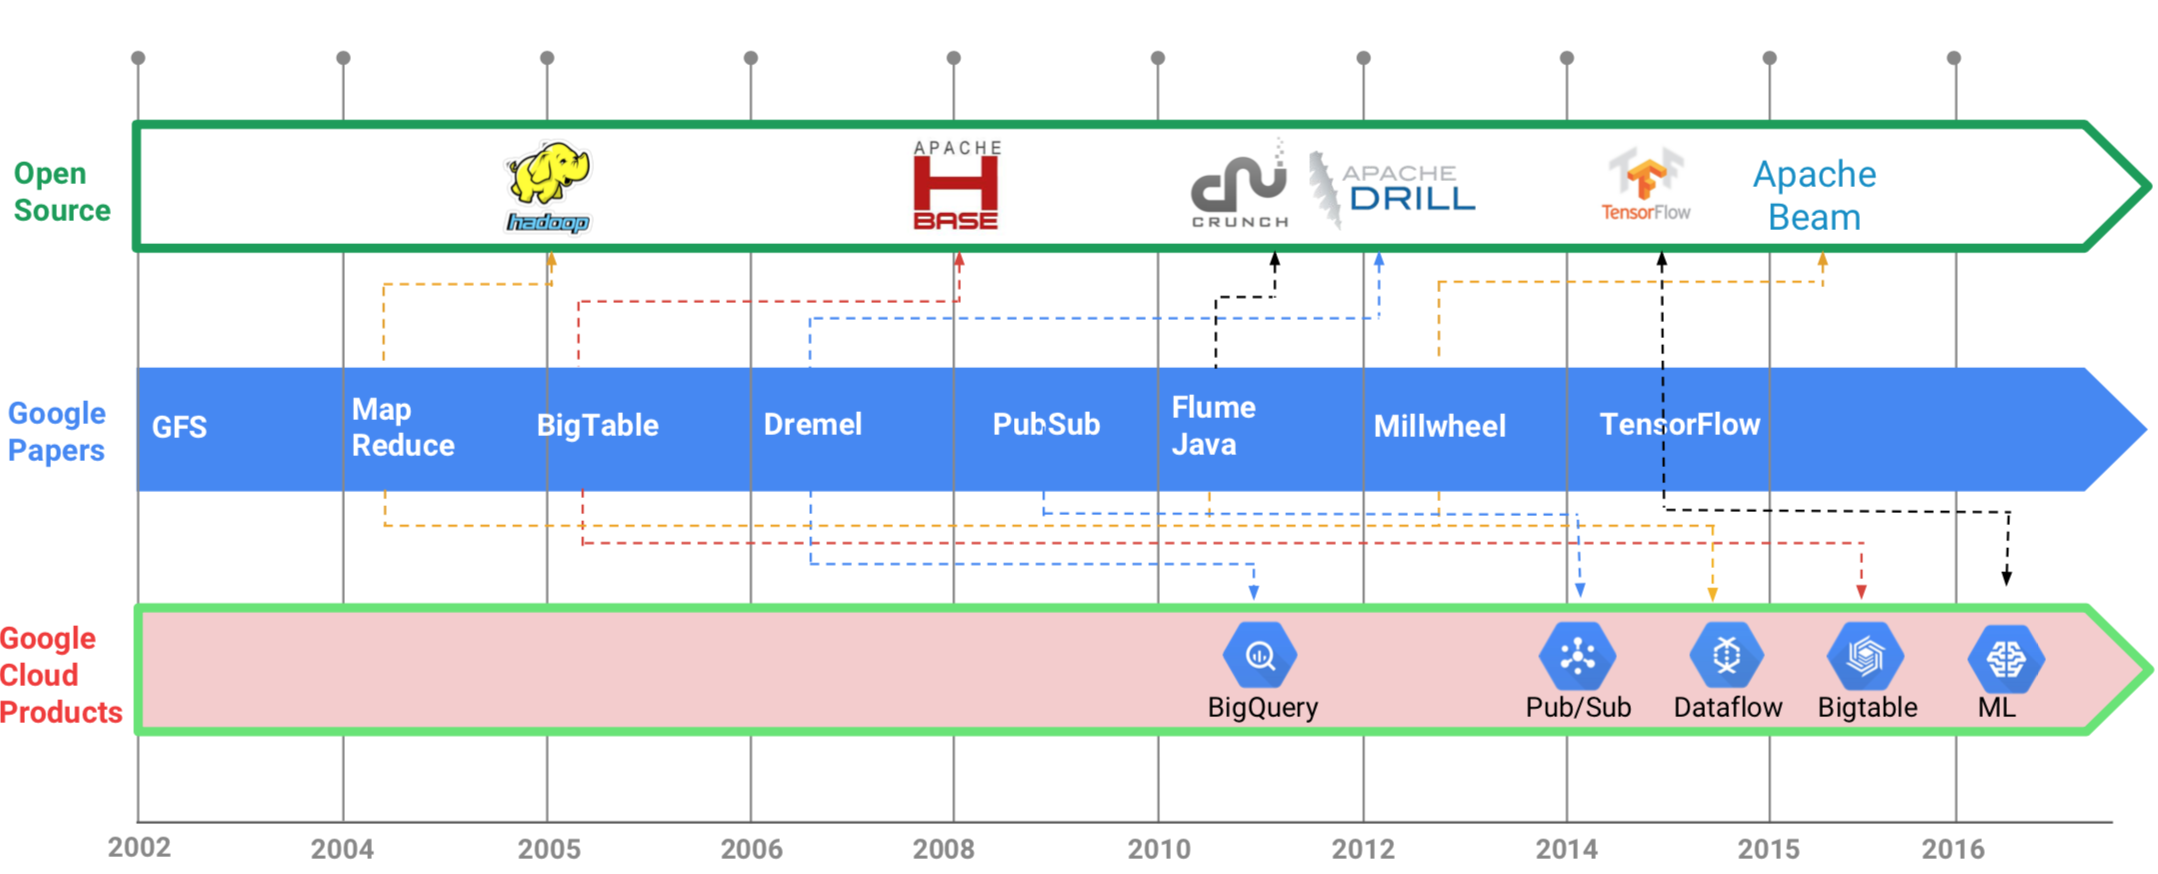 Open
Source
hadoop
APACHE
H
BASE
CRUNCH
APACHE
DRILL
TensorFlow
Apache
Beam
Google
Papers
GFS
Map
Reduce
BigTable
Dremel
PubSub
Flume
Java
Millwheel
TensorFlow
Google
Cloud
Products
BigQuery
Pub/Sub
Dataflow
Bigtable
ML
2002
2004
2005
2006
2008
2010
2012
2014
2015
2016